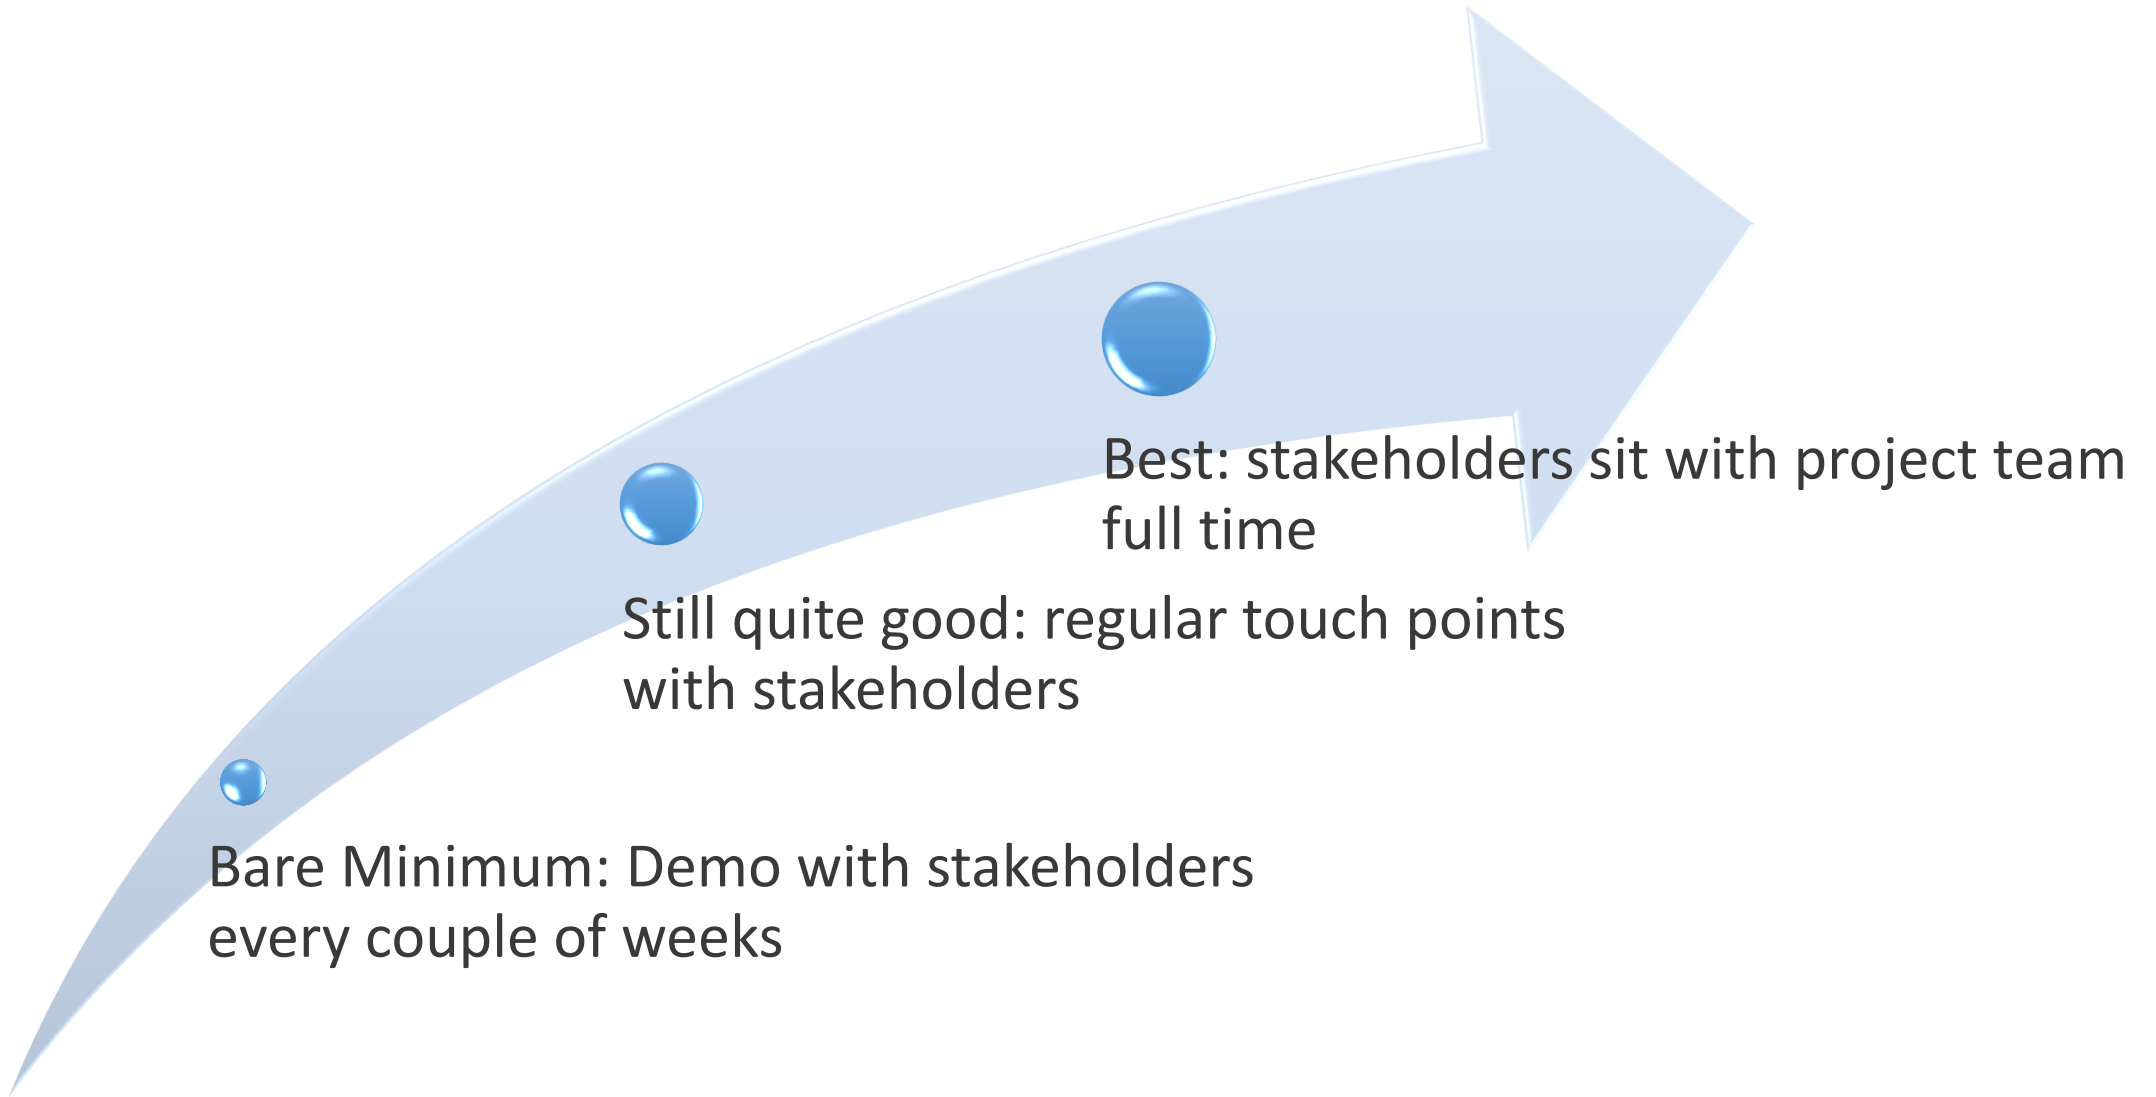 Best: stakeholders sit with project team
full time
Still quite good: regular touch points
with stakeholders
Bare Minimum: Demo with stakeholders
every couple of weeks